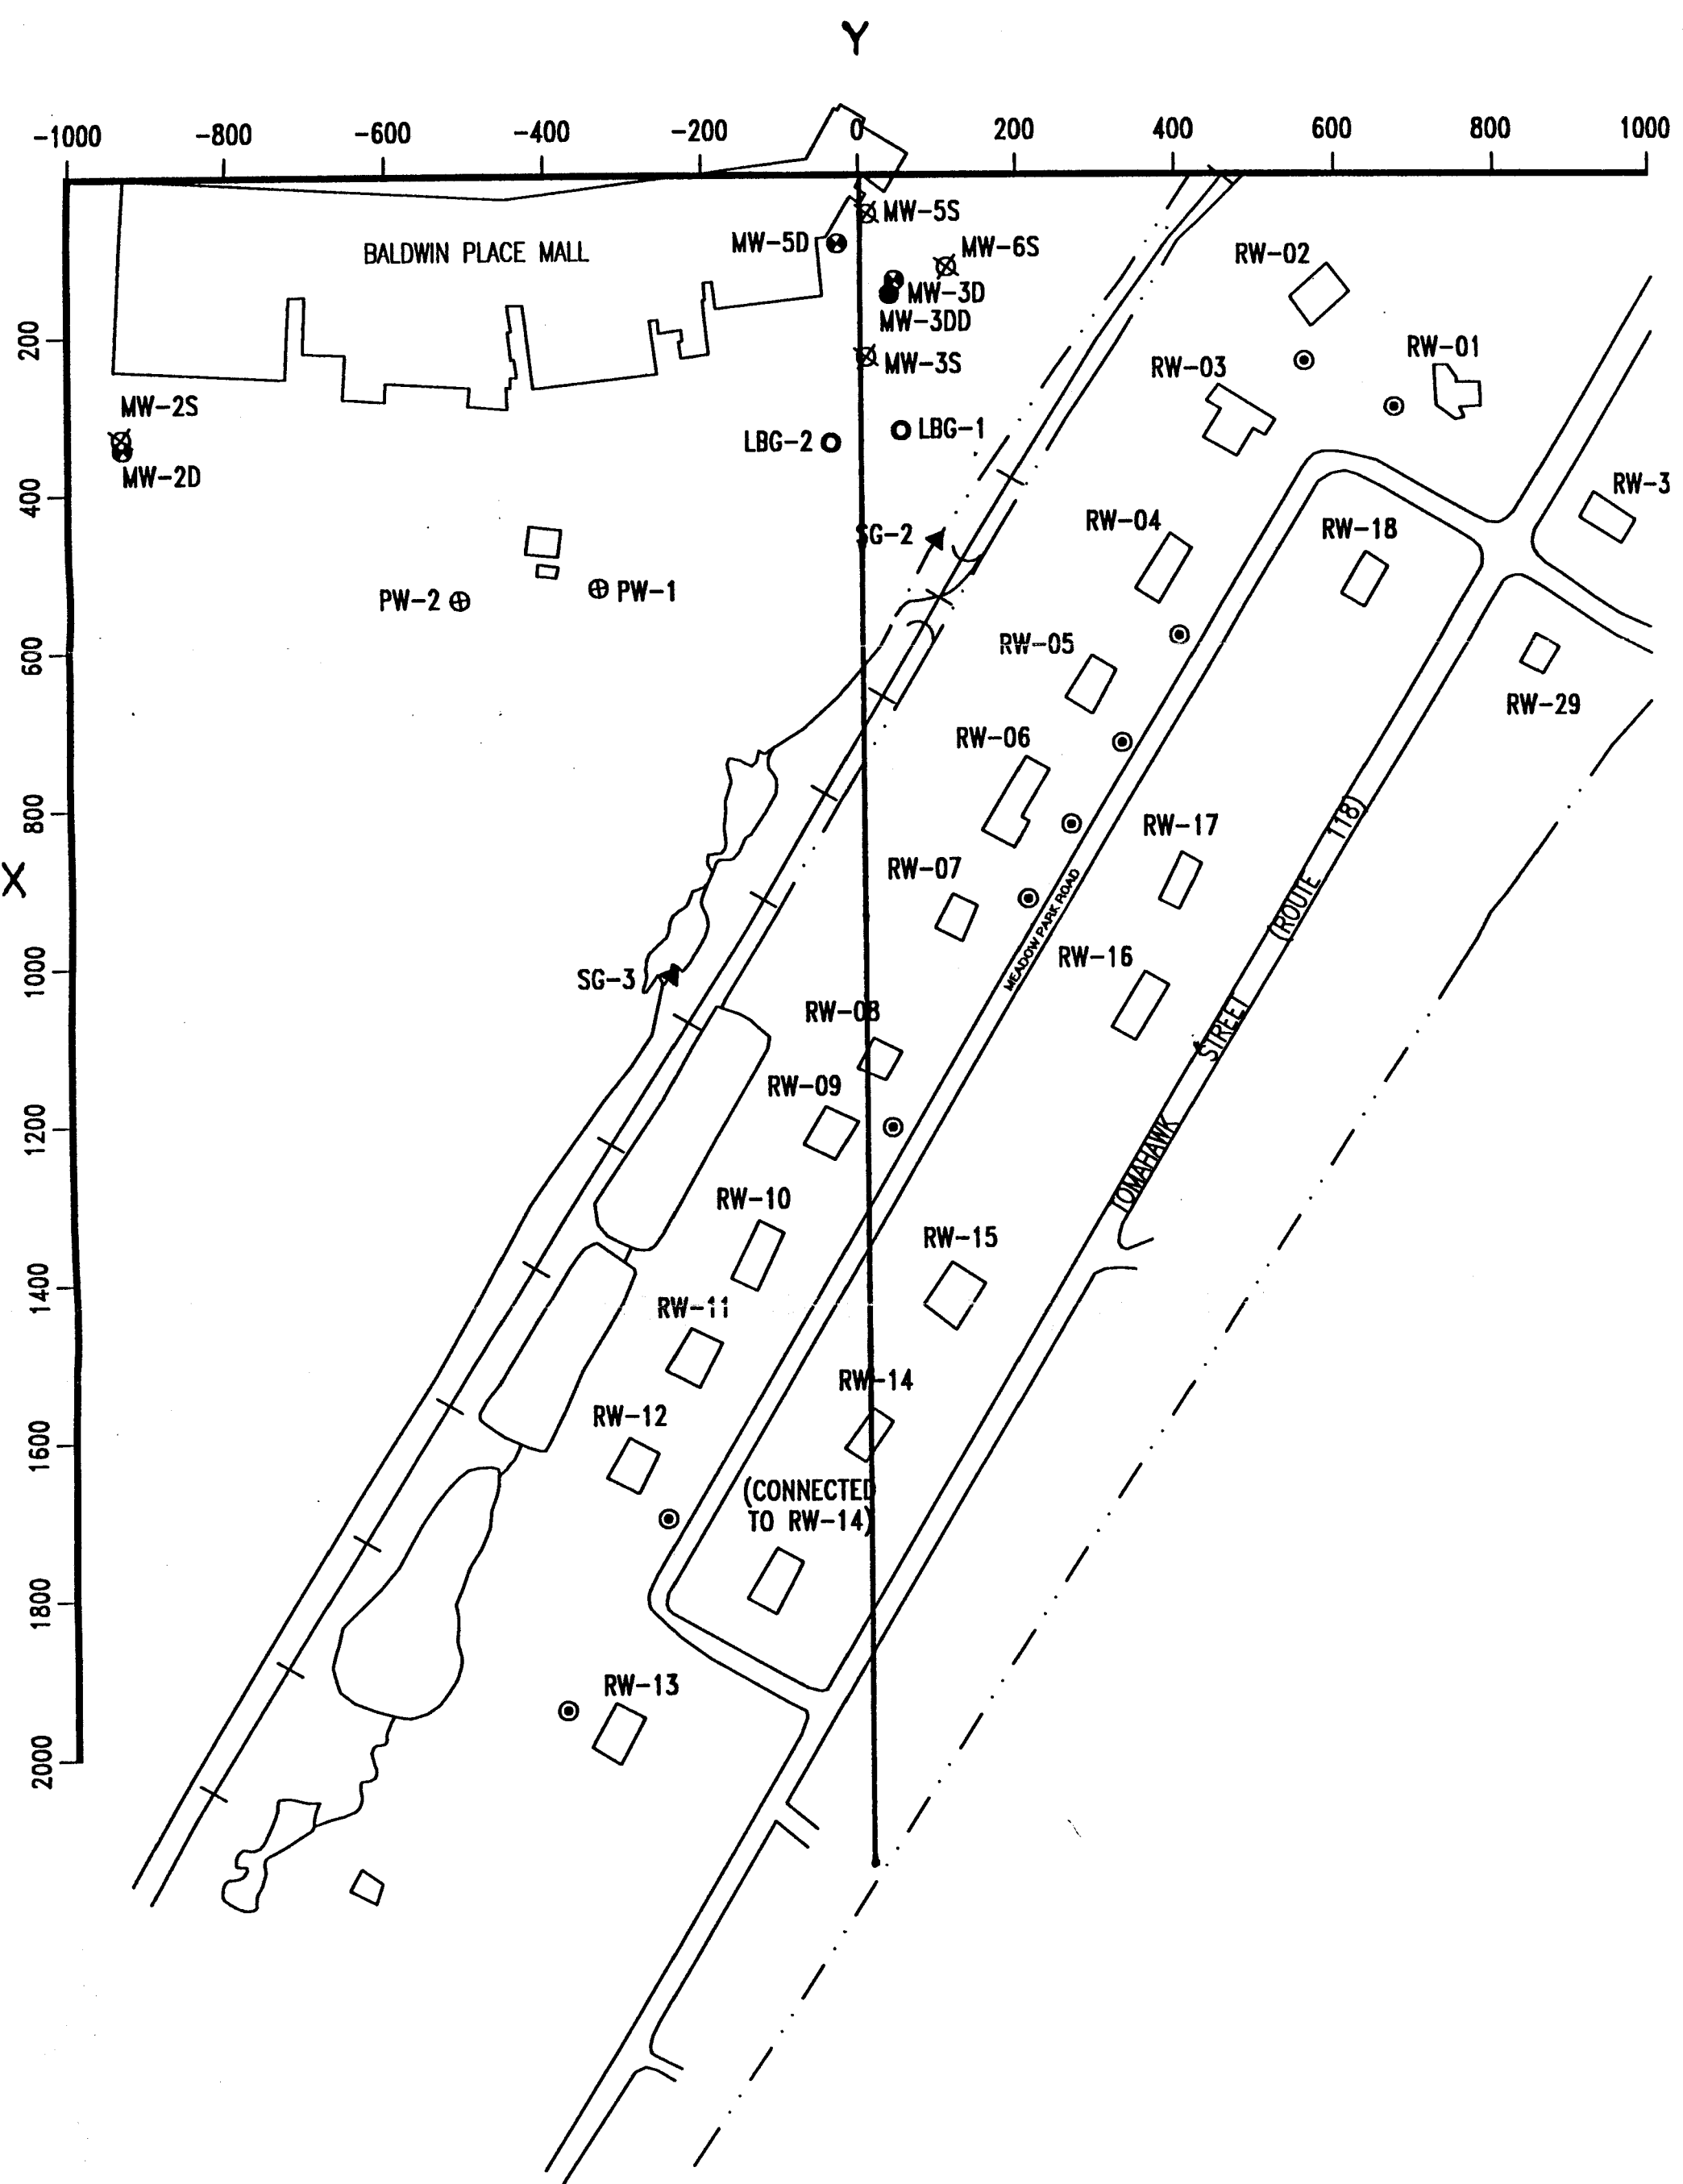 Y
-1000 -800 -600 -400 -200 0 200 400 600 800 1000
MW-5S
BALDWIN PLACE MALL
MW-5D
MW-6S
RW-02
MW-3D
MW-3DD
200
RW-01
MW-3S
RW-03
MW-2S
LBG-2
LBG-1
MW-2D
RW-3
400
RW-04
RW-18
SG-2
PW-2
PW-1
600
RW-05
RW-29
RW-06
800
RW-17
(ROUTE 118)
X
RW-07
MEADOW PARK ROAD
RW-16
1000
SG-3
RW-08
STREET
RW-09
1200
TOMAHAWK
RW-10
RW-15
1400
RW-11
RW-14
RW-12
1600
(CONNECTED
TO RW-14)
1800
RW-13
2000